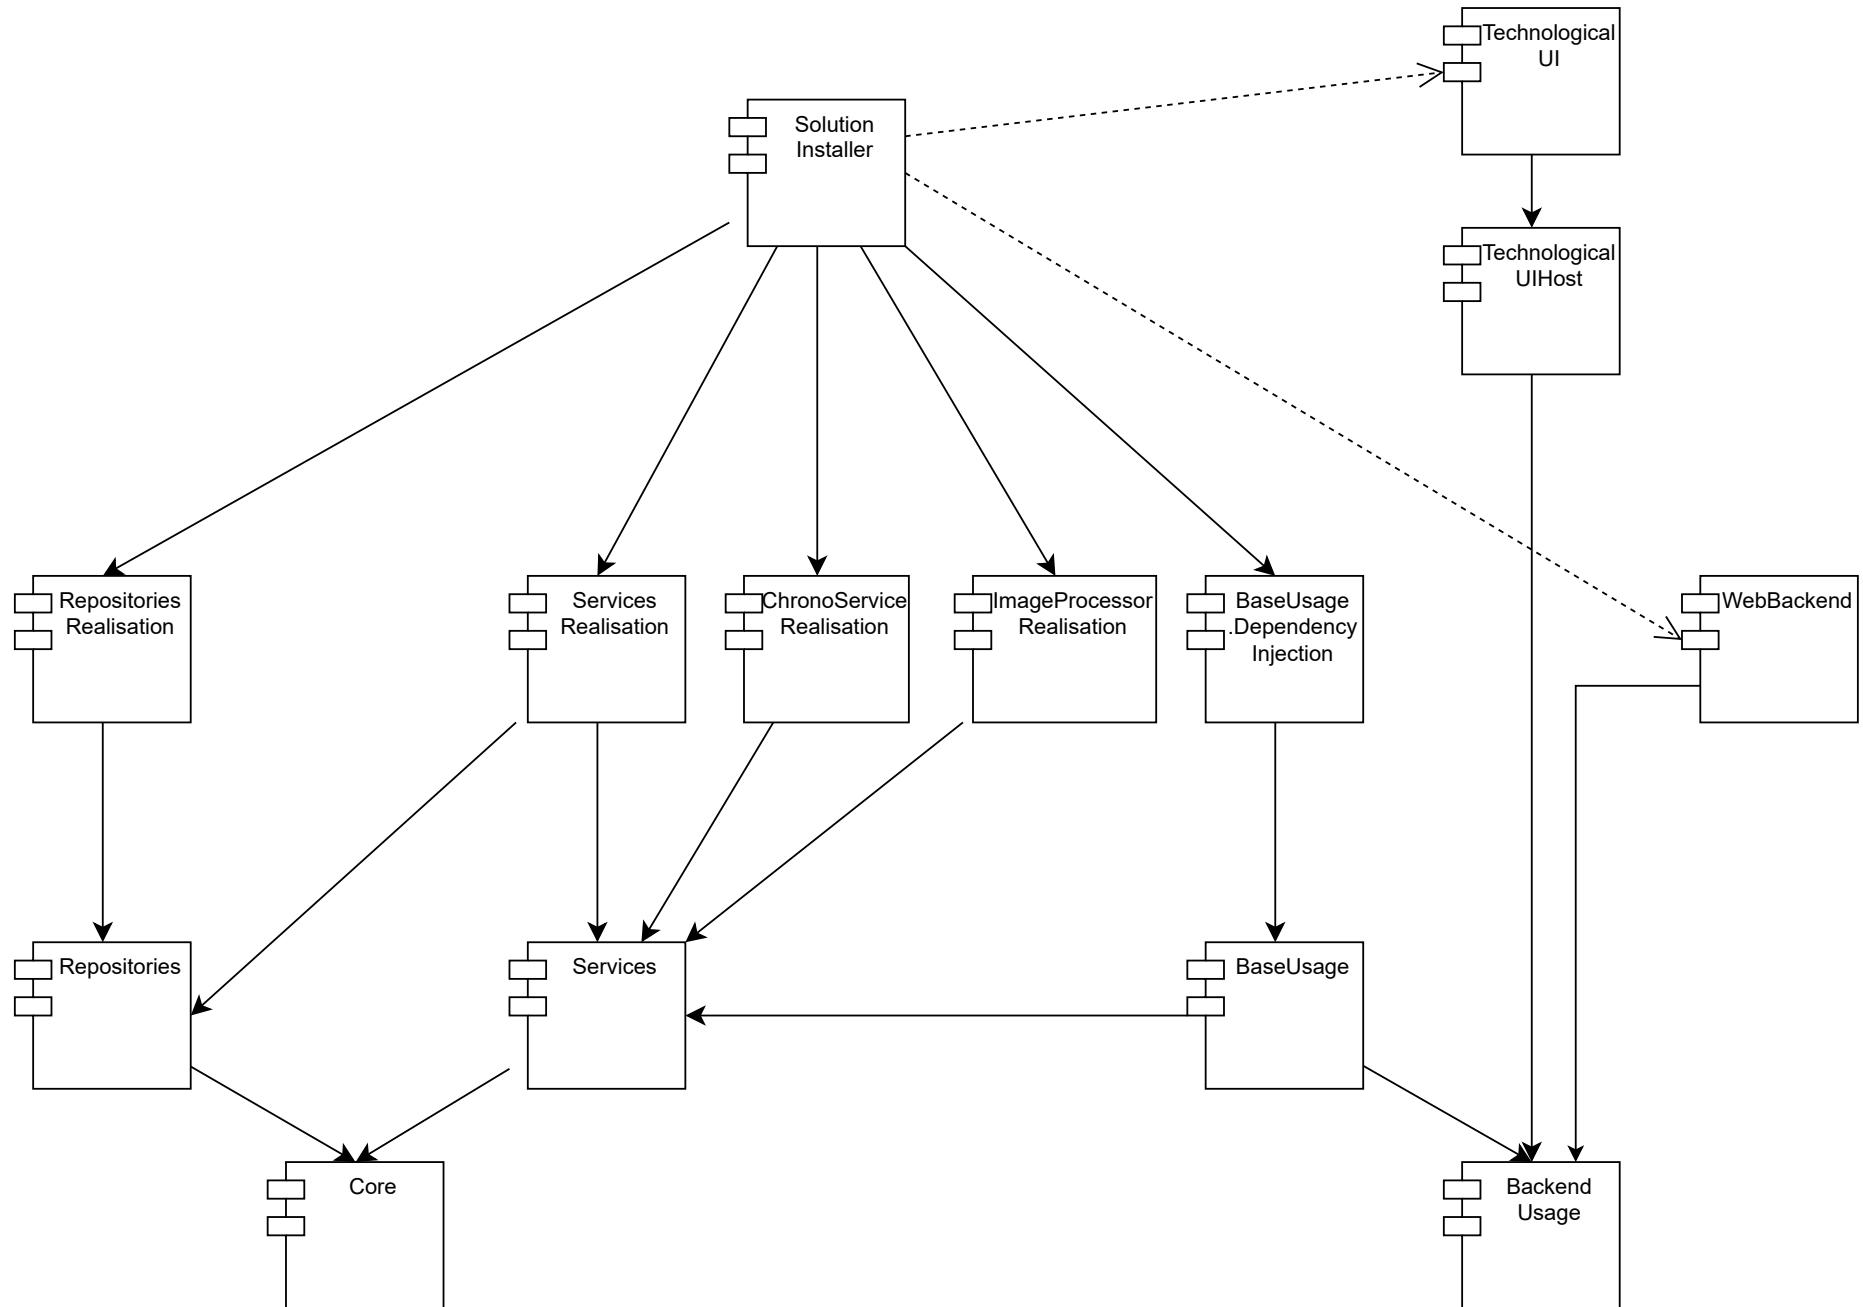 Technological
UI
Solution
Installer
Technological
UIHost
Repositories
Realisation
Services
Realisation
ChronoService
Realisation
ImageProcessor
Realisation
BaseUsage
.Dependency
Injection
WebBackend
Repositories
Services
BaseUsage
Core
Backend
Usage